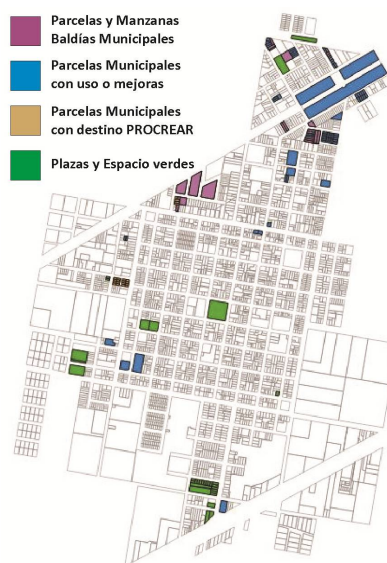 Parcelas y Manzanas
Baldías Municipales
Parcelas Municipales
con uso o mejoras
Parcelas Municipales
con destino PROCREAR
Plazas y Espacio verdes